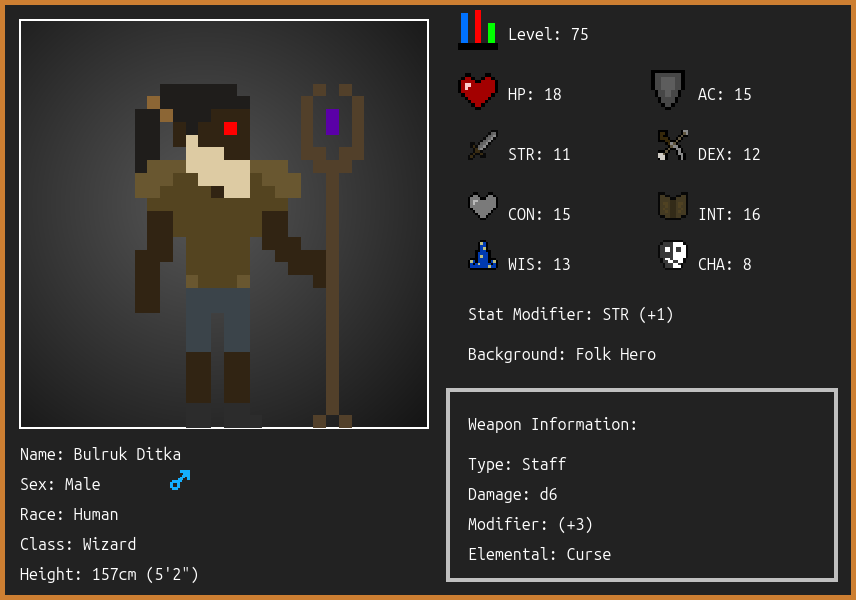 Level: 75
HP: 18
AC: 15
STR: 11
DEX: 12
CON: 15
INT: 16
WIS: 13
CHA: 8
Stat Modifier: STR (+1)
Background: Folk Hero
Weapon Information:
Type: Staff
Damage: d6
Modifier: (+3)
Elemental: Curse
Name: Bulruk Ditka
Sex: Male
Race: Human
Class: Wizard
Height: 157cm (5'2")